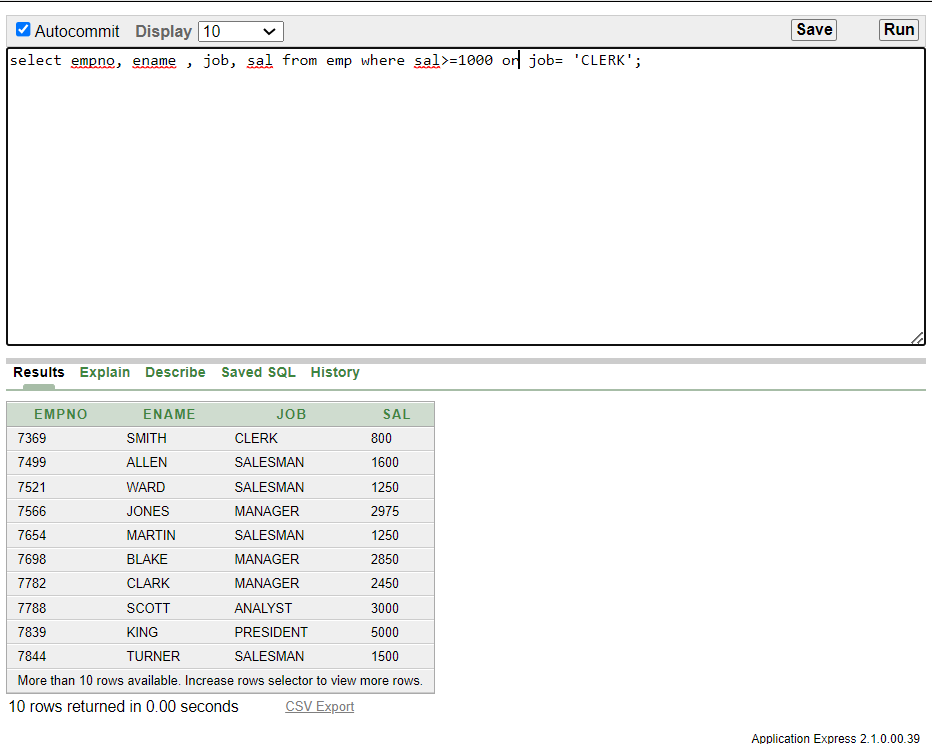 Autocommit Display 10 Save Run
select empno, ename , job, sal from emp where sal>=1000 or job= 'CLERK';
Results Explain Describe Saved SQL History
EMPNO ENAME JOB SAL
7369 SMITH CLERK 800
7499 ALLEN SALESMAN 1600
7521 WARD SALESMAN 1250
7566 JONES MANAGER 2975
7654 MARTIN SALESMAN 1250
7698 BLAKE MANAGER 2850
7782 CLARK MANAGER 2450
7788 SCOTT ANALYST 3000
7839 KING PRESIDENT 5000
7844 TURNER SALESMAN 1500
More than 10 rows available. Increase rows selector to view more rows.
10 rows returned in 0.00 seconds CSV Export
Application Express 2.1.0.00.39